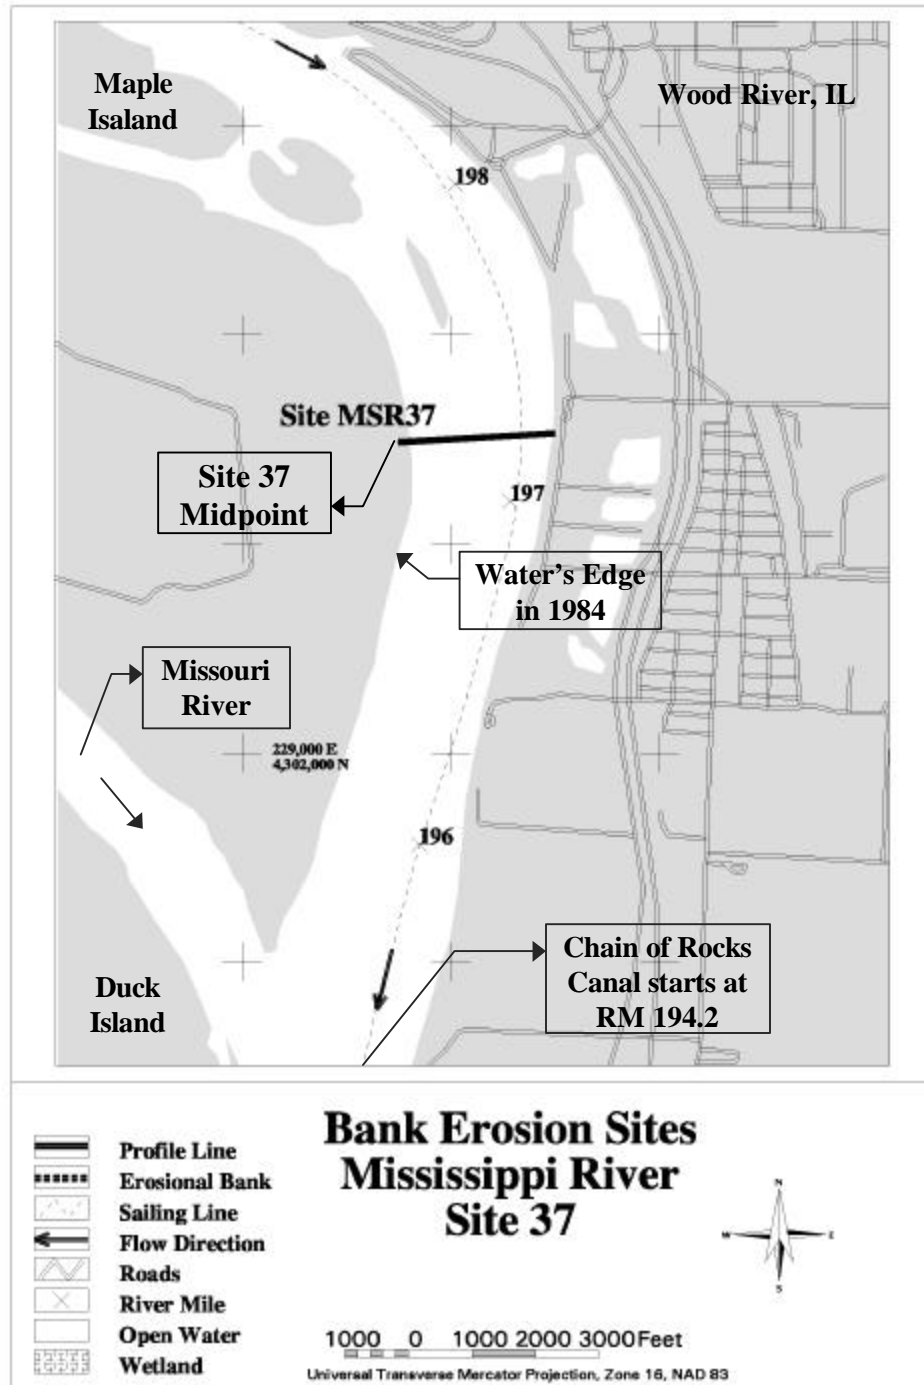 Maple
Isaland
Wood River, IL
198
Site MSR37
Site 37
Midpoint
197
Water's Edge
in 1984
Missouri
River
229,000 E
4,302,000 N
196
Chain of Rocks
Canal starts at
RM 194.2
Duck
Island
Bank Erosion Sites
Mississippi River
Site 37
Profile Line
Erosional Bank
Sailing Line
Flow Direction
Roads
River Mile
Open Water
Wetland
N
W E
S
1000 0 1000 2000 3000 Feet
Universal Transverse Mercator Projection, Zone 16, NAD 83